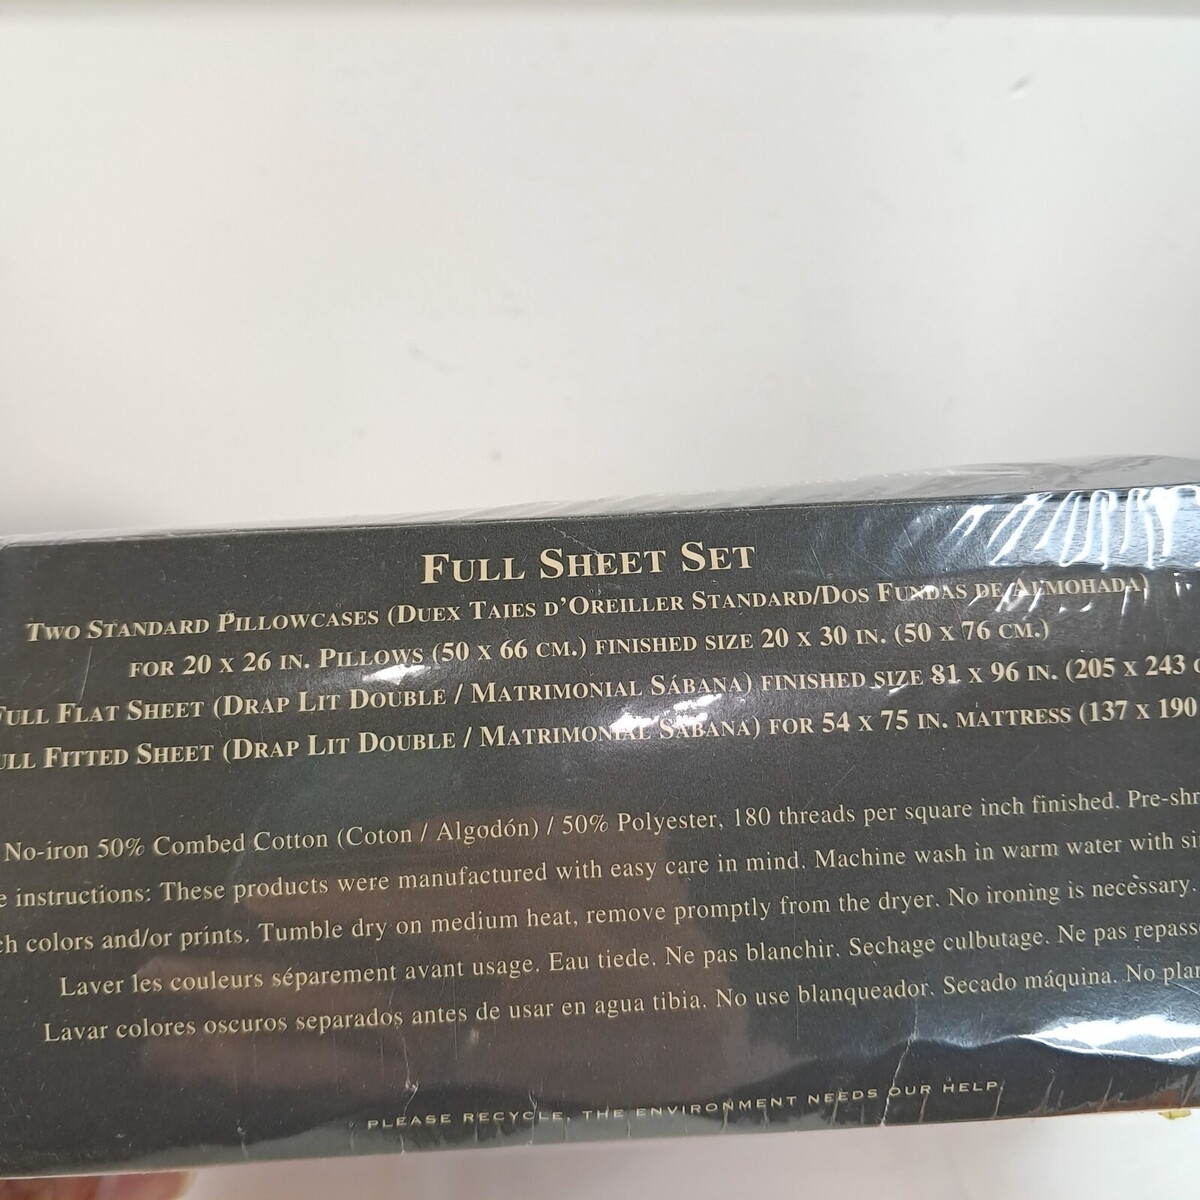 FULL SHEET SET
TWO STANDARD PILLOWCASES (DUEX TAIES D'OREILLER STANDARD/DOS FUNDAS DE ALMOHADA)
FOR 20 X 26 IN. PILLOWS (50 X 66 CM.) FINISHED SIZE 20 X 30 IN. (50 X 76 CM.)
FULL FLAT SHEET (DRAP LIT DOUBLE / MATRIMONIAL SÁBANA) FINISHED SIZE 81 X 96 IN. (205 X 243
FITTED SHEET (DRAP LIT DOUBLE / MATRIMONIAL SÁBANA) FOR 54 X 75 IN. MATTRESS (137 X 190
No-iron 50% Combed Cotton (Coton / Algodón) / 50% Polyester, 180 threads per square inch finished.
instructions: These products were manufactured with easy care in mind. Machine wash in warm water with
colors and/or prints. Tumble dry on medium heat, remove promptly from the dryer. No ironing is necessary.
Laver les couleurs séparement avant usage. Eau tiede. Ne pas blanchir. Sechage culbutage. Ne pas
Lavar colores oscuros separados antes de usar en agua tibia. No use blanqueador. Secado máquina. No
PLEASE RECYCLE, THE ENVIRONMENT NEEDS OUR HELP